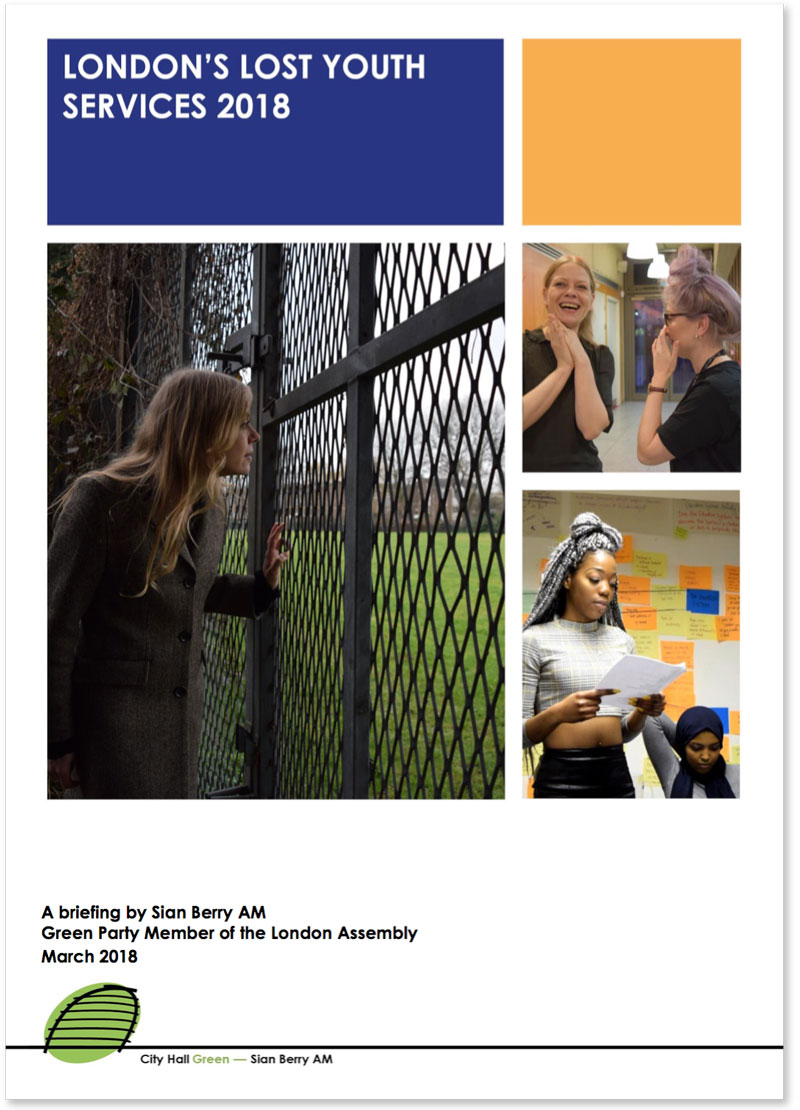 LONDON'S LOST YOUTH
SERVICES 2018
A briefing by Sian Berry AM
Green Party Member of the London Assembly
March 2018
City Hall Green — Sian Berry AM